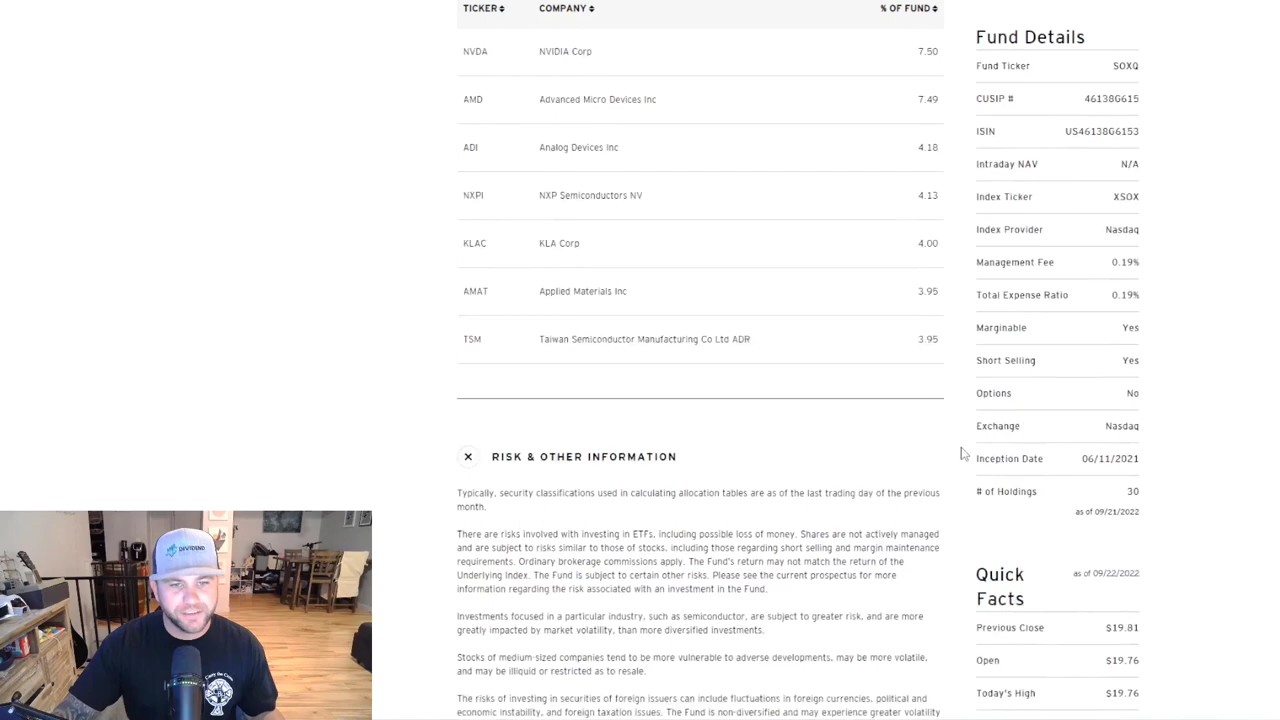 TICKER COMPANY % OF FUND
NVDA NVIDIA Corp 7.50
AMD Advanced Micro Devices Inc 7.49
ADI Analog Devices Inc 4.18
NXPI NXP Semiconductors NV 4.13
KLAC KLA Corp 4.00
AMAT Applied Materials Inc 3.95
TSM Taiwan Semiconductor Manufacturing Co Ltd ADR 3.95
RISK & OTHER INFORMATION
Typically, security classifications used in calculating allocation tables are as of the last trading day of the previous
month.
There are risks involved with investing in ETFs, including possible loss of money. Shares are not actively managed
and are subject to risks similar to those of stocks, including those regarding short selling and margin maintenance
requirements. Ordinary brokerage commissions apply. The Fund's return may not match the return of the
Underlying Index. The Fund is subject to certain other risks. Please see the current prospectus for more
information regarding the risk associated with an investment in the Fund.
Investments focused in a particular industry, such as semiconductor, are subject to greater risk, and are more
greatly impacted by market volatility, than more diversified investments.
Stocks of medium-sized companies tend to be more vulnerable to adverse developments, may be more volatile,
and may be illiquid or restricted as to resale.
The risks of investing in securities of foreign issuers can include fluctuations in foreign currencies, political and
economic instability, and foreign taxation issues. The Fund is non-diversified and may experience greater volatility
Fund Details
Fund Ticker SOXQ
CUSIP # 46138G615
ISIN US46138G6153
Intraday NAV N/A
Index Ticker XSOX
Index Provider Nasdaq
Management Fee 0.19%
Total Expense Ratio 0.19%
Marginable Yes
Short Selling Yes
Options No
Exchange Nasdaq
Inception Date 06/11/2021
# of Holdings 30
as of 09/21/2022
Quick
Facts
as of 09/22/2022
Previous Close $19.81
Open $19.76
Today's High $19.76
DIVIDEND